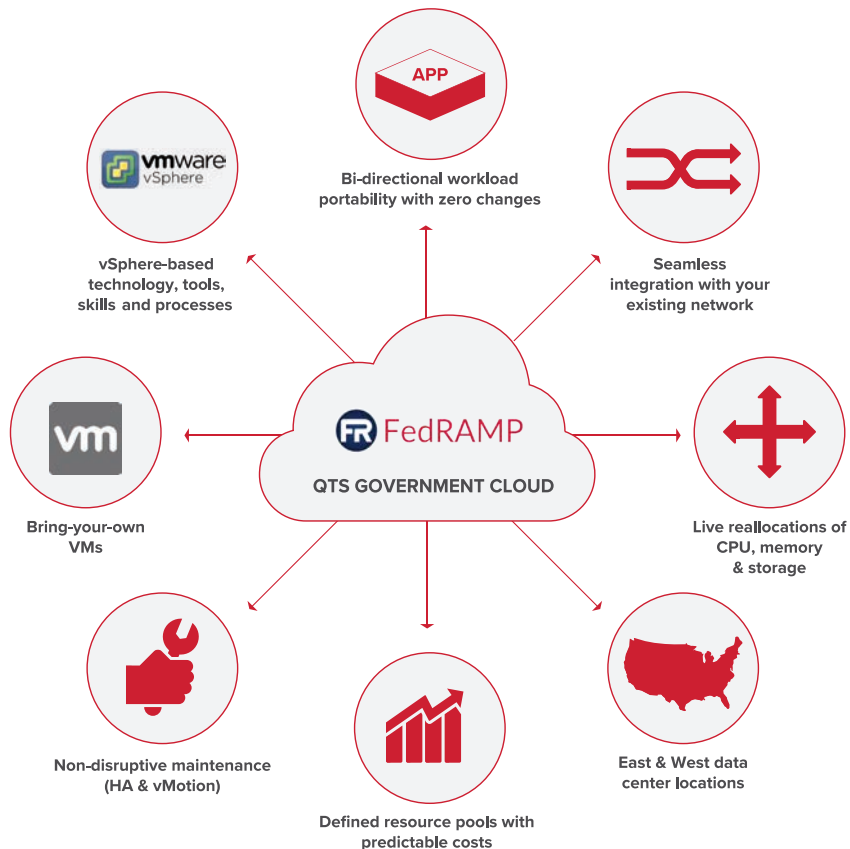 APP
Bi-directional workload
portability with zero changes
vmware
vSphere
vSphere-based
technology, tools,
skills and processes
Seamless
integration with your
existing network
FR FedRAMP
QTS GOVERNMENT CLOUD
vm
Bring-your-own
VMs
Live reallocations of
CPU, memory
& storage
Non-disruptive maintenance
(HA & vMotion)
Defined resource pools with
predictable costs
East & West data
center locations